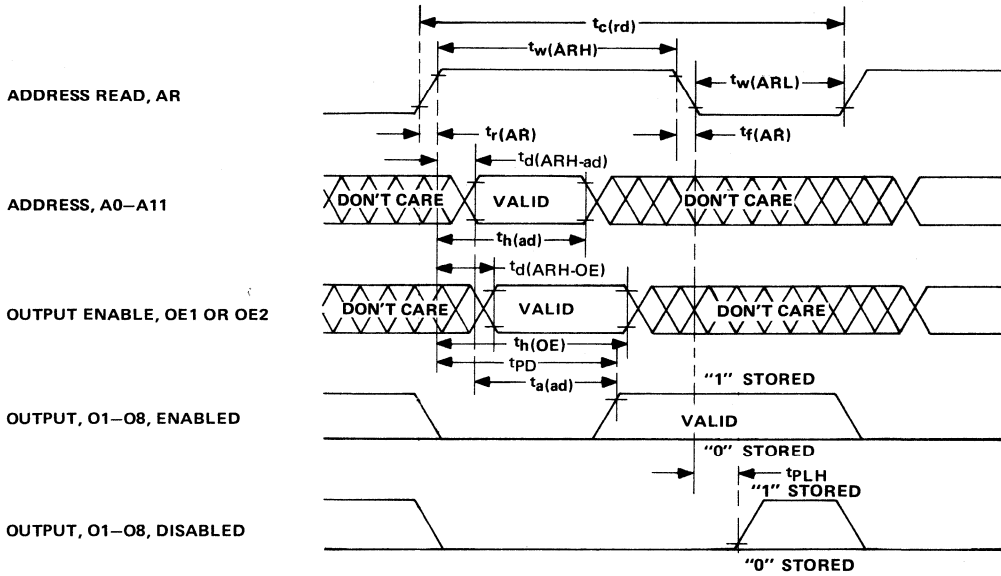 tc(rd)
tw(ARH)
tw(ARL)
ADDRESS READ, AR
tr(AR)
tf(AR)
td(ARH-ad)
ADDRESS, A0–A11
DON'T CARE
VALID
DON'T CARE
th(ad)
td(ARH-OE)
OUTPUT ENABLE, OE1 OR OE2
DON'T CARE
VALID
DON'T CARE
th(OE)
tPD
ta(ad)
"1" STORED
OUTPUT, O1–O8, ENABLED
VALID
"0" STORED
tPLH
"1" STORED
OUTPUT, O1–O8, DISABLED
"0" STORED